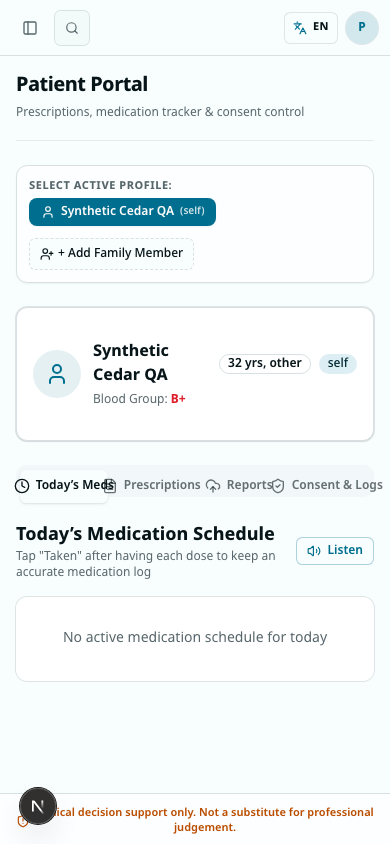 EN
P
Patient Portal
Prescriptions, medication tracker & consent control
SELECT ACTIVE PROFILE:
Synthetic Cedar QA (self)
+ Add Family Member
Synthetic
Cedar QA
32 yrs, other
self
Blood Group: B+
Today's Meds
Prescriptions
Reports
Consent & Logs
Today's Medication Schedule
Tap "Taken" after having each dose to keep an
accurate medication log
Listen
No active medication schedule for today
N
decision support only. Not a substitute for professional
judgement.